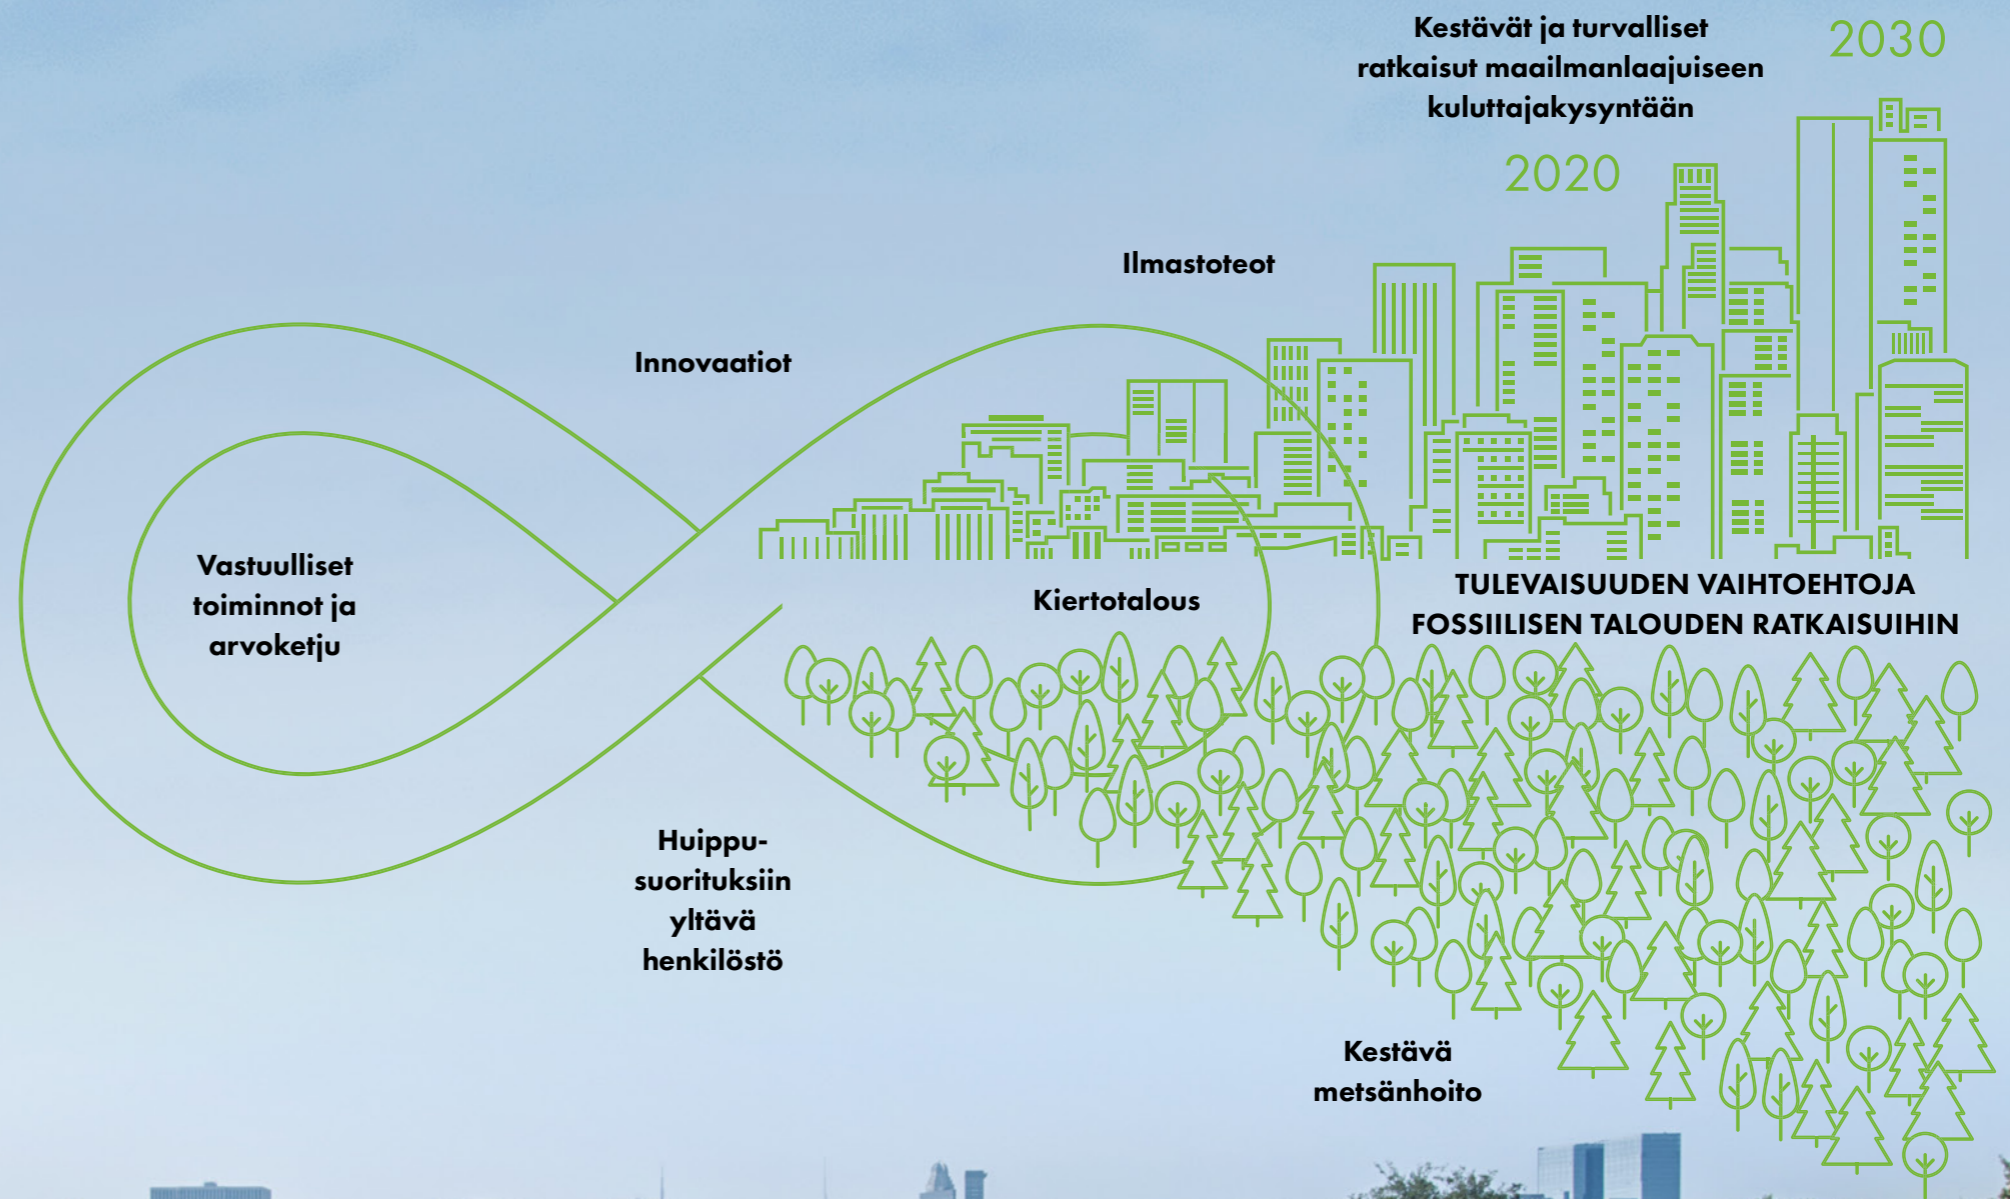 Kestävät ja turvalliset
ratkaisut maailmanlaajuiseen
kuluttajakysyntään
2030
2020
Ilmastoteot
Innovaatiot
Vastuulliset
toiminnot ja
arvoketju
Kiertotalous
TULEVAISUUDEN VAIHTOEHTOJA
FOSSIILISEN TALOUDEN RATKAISUIHIN
Huippu-
suorituksiin
yltävä
henkilöstö
Kestävä
metsänhoito